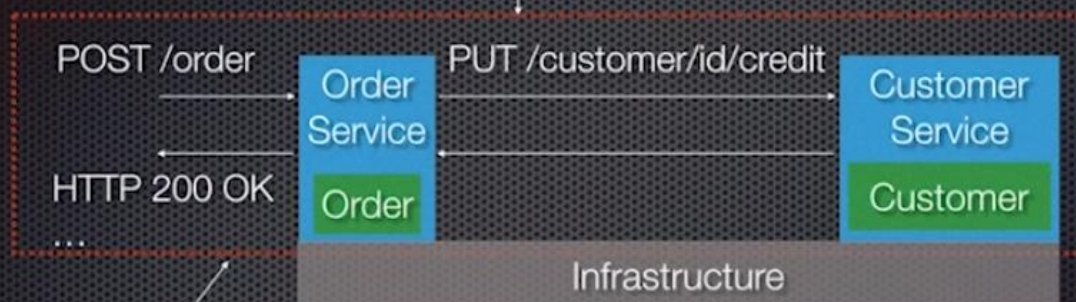 POST /order
PUT /customer/id/credit
Order
Service
Customer
Service
HTTP 200 OK
Order
Customer
...
Infrastructure